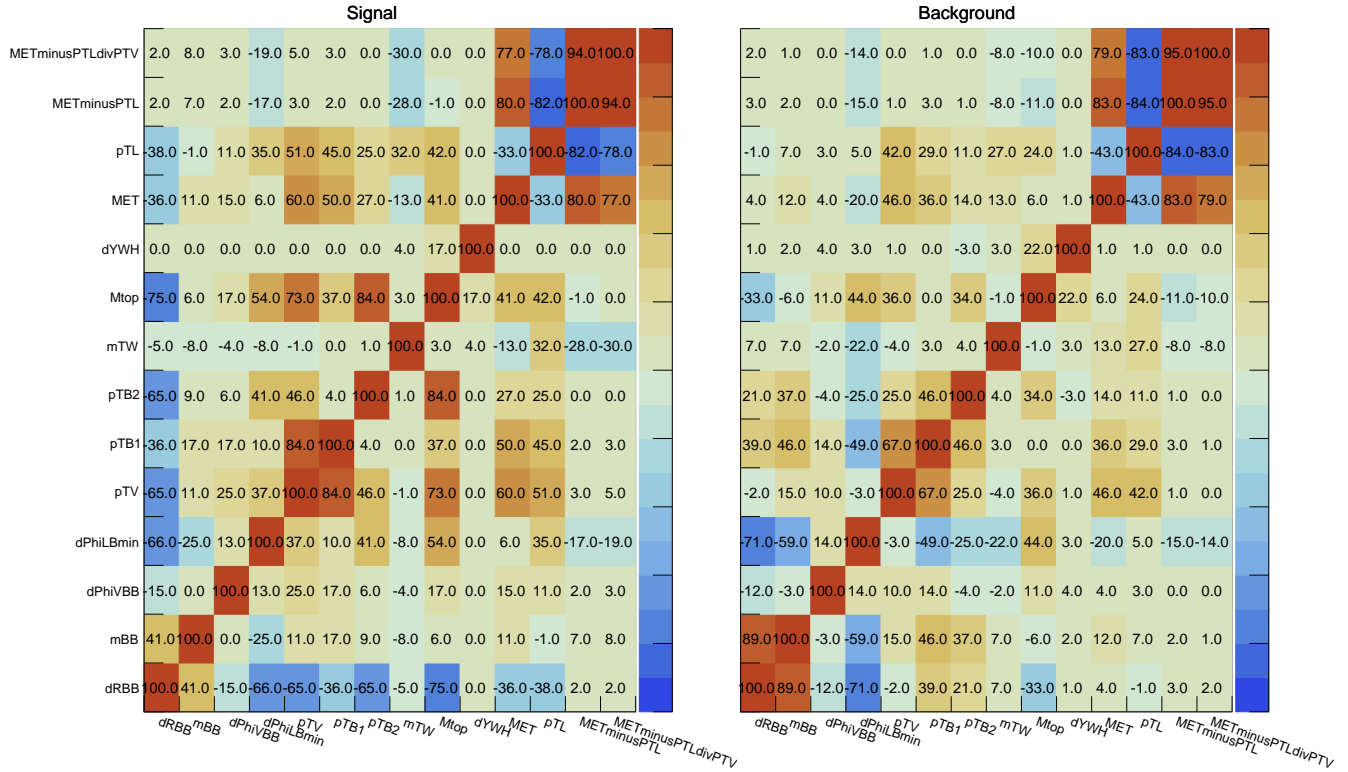 Signal
METminusPTLdivPTV 2.0 8.0 3.0 -19.0 5.0 3.0 0.0 -30.0 0.0 0.0 77.0 -78.0 94.0 100.0
METminusPTL 2.0 7.0 2.0 -17.0 3.0 2.0 0.0 -28.0 -1.0 0.0 80.0 -82.0 100.0 94.0
pTL -38.0 -1.0 11.0 35.0 51.0 45.0 25.0 32.0 42.0 0.0 -33.0 100.0 -82.0 -78.0
MET -36.0 11.0 15.0 6.0 60.0 50.0 27.0 -13.0 41.0 0.0 100.0 -33.0 80.0 77.0
dYWH 0.0 0.0 0.0 0.0 0.0 0.0 0.0 4.0 17.0 100.0 0.0 0.0 0.0 0.0
Mtop -75.0 6.0 17.0 54.0 73.0 37.0 84.0 3.0 100.0 17.0 41.0 42.0 -1.0 0.0
mTW -5.0 -8.0 -4.0 -8.0 -1.0 0.0 1.0 100.0 3.0 4.0 -13.0 32.0 -28.0 -30.0
pTB2 -65.0 9.0 6.0 41.0 46.0 4.0 100.0 1.0 84.0 0.0 27.0 25.0 0.0 0.0
pTB1 -36.0 17.0 17.0 10.0 84.0 100.0 4.0 0.0 37.0 0.0 50.0 45.0 2.0 3.0
pTV -65.0 11.0 25.0 37.0 100.0 84.0 46.0 -1.0 73.0 0.0 60.0 51.0 3.0 5.0
dPhiLBmin -66.0 -25.0 13.0 100.0 37.0 10.0 41.0 -8.0 54.0 0.0 6.0 35.0 -17.0 -19.0
dPhiVBB -15.0 0.0 100.0 13.0 25.0 17.0 6.0 -4.0 17.0 0.0 15.0 11.0 2.0 3.0
mBB 41.0 100.0 0.0 -25.0 11.0 17.0 9.0 -8.0 6.0 0.0 11.0 -1.0 7.0 8.0
dRBB 100.0 41.0 -15.0 -66.0 -65.0 -36.0 -65.0 -5.0 -75.0 0.0 -36.0 -38.0 2.0 2.0
dRBB mBB dPhiVBB dPhiLBmin pTV pTB1 pTB2 mTW Mtop dYWH MET pTL METminusPTL METminusPTLdivPTV
Background
2.0 1.0 0.0 -14.0 0.0 1.0 0.0 -8.0 -10.0 0.0 79.0 -83.0 95.0 100.0
3.0 2.0 0.0 -15.0 1.0 3.0 1.0 -8.0 -11.0 0.0 83.0 -84.0 100.0 95.0
-1.0 7.0 3.0 5.0 42.0 29.0 11.0 27.0 24.0 1.0 -43.0 100.0 -84.0 -83.0
4.0 12.0 4.0 -20.0 46.0 36.0 14.0 13.0 6.0 1.0 100.0 -43.0 83.0 79.0
1.0 2.0 4.0 3.0 1.0 0.0 -3.0 3.0 22.0 100.0 1.0 1.0 0.0 0.0
-33.0 -6.0 11.0 44.0 36.0 0.0 34.0 -1.0 100.0 22.0 6.0 24.0 -11.0 -10.0
7.0 7.0 -2.0 -22.0 -4.0 3.0 4.0 100.0 -1.0 3.0 13.0 27.0 -8.0 -8.0
21.0 37.0 -4.0 -25.0 25.0 46.0 100.0 4.0 34.0 -3.0 14.0 11.0 1.0 0.0
39.0 46.0 14.0 -49.0 67.0 100.0 46.0 3.0 0.0 0.0 36.0 29.0 3.0 1.0
-2.0 15.0 10.0 -3.0 100.0 67.0 25.0 -4.0 36.0 1.0 46.0 42.0 1.0 0.0
-71.0 -59.0 14.0 100.0 -3.0 -49.0 -25.0 -22.0 44.0 3.0 -20.0 5.0 -15.0 -14.0
-12.0 -3.0 100.0 14.0 10.0 14.0 -4.0 -2.0 11.0 4.0 4.0 3.0 0.0 0.0
89.0 100.0 -3.0 -59.0 15.0 46.0 37.0 7.0 -6.0 2.0 12.0 7.0 2.0 1.0
100.0 89.0 -12.0 -71.0 -2.0 39.0 21.0 7.0 -33.0 1.0 4.0 -1.0 3.0 2.0
dRBB mBB dPhiVBB dPhiLBmin pTV pTB1 pTB2 mTW Mtop dYWH MET pTL METminusPTL METminusPTLdivPTV